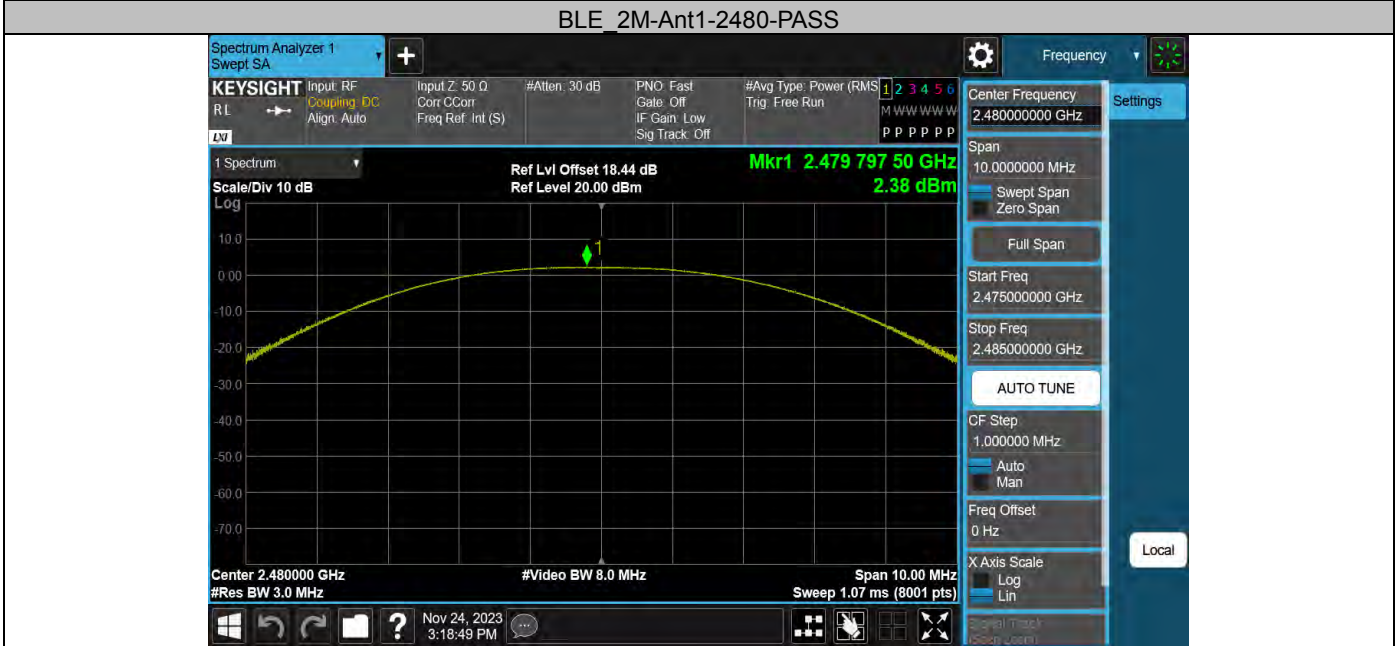 BLE_2M-Ant1-2480-PASS
Spectrum Analyzer 1
Swept SA
Frequency
KEYSIGHT
RL
LXI
Input: RF
Coupling: DC
Align: Auto
Input Z: 50 Ω
Corr CCorr
Freq Ref: Int (S)
#Atten: 30 dB
PNO: Fast
Gate: Off
IF Gain: Low
Sig Track: Off
#Avg Type: Power (RMS
Trig: Free Run
1 2 3 4 5 6
M W W W W W
P P P P P P
1 Spectrum
Scale/Div 10 dB
Log
Ref Lvl Offset 18.44 dB
Ref Level 20.00 dBm
Mkr1 2.479 797 50 GHz
2.38 dBm
1
10.0
0.00
-10.0
-20.0
-30.0
-40.0
-50.0
-60.0
-70.0
Center 2.480000 GHz
#Res BW 3.0 MHz
#Video BW 8.0 MHz
Span 10.00 MHz
Sweep 1.07 ms (8001 pts)
?
Nov 24, 2023
3:18:49 PM
Center Frequency
2.480000000 GHz
Span
10.0000000 MHz
Swept Span
Zero Span
Full Span
Start Freq
2.475000000 GHz
Stop Freq
2.485000000 GHz
AUTO TUNE
CF Step
1.000000 MHz
Auto
Man
Freq Offset
0 Hz
X Axis Scale
Log
Lin
Signal Track
Settings
Local